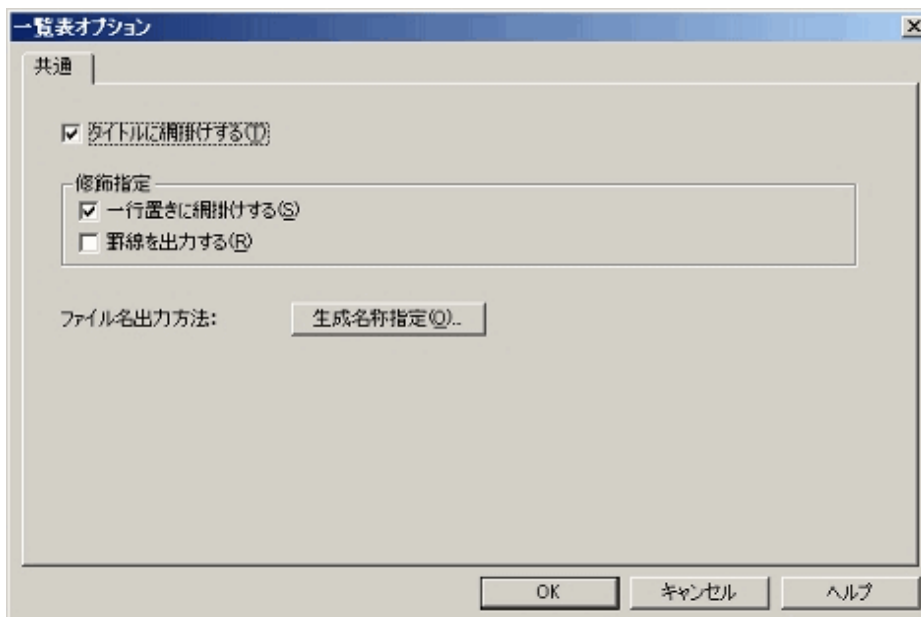 一覧表オプション
共通
タイトルに網掛けする(T)
修飾指定
一行置きに網掛けする(S)
罫線を出力する(R)
ファイル名出力方法:
生成名称指定(O)...
OK
キャンセル
ヘルプ